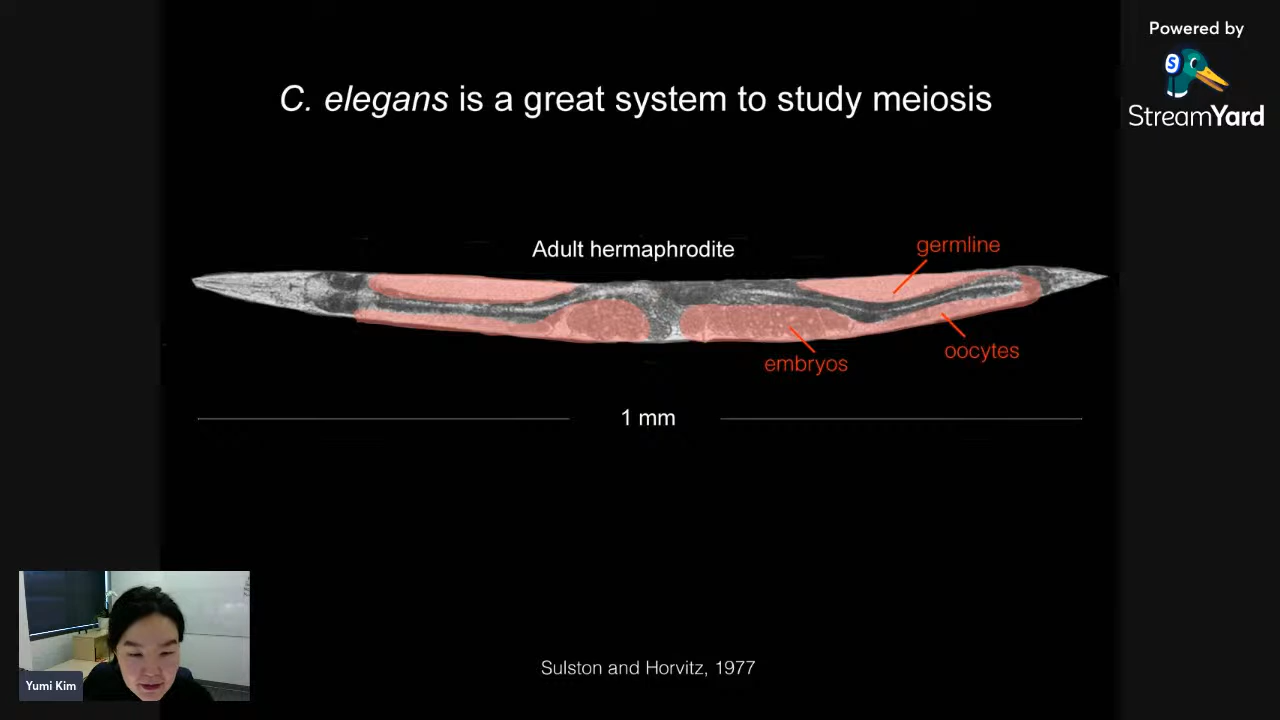 Powered by
S
StreamYard
C. elegans is a great system to study meiosis
Adult hermaphrodite
germline
oocytes
embryos
1 mm
Sulston and Horvitz, 1977
Yumi Kim